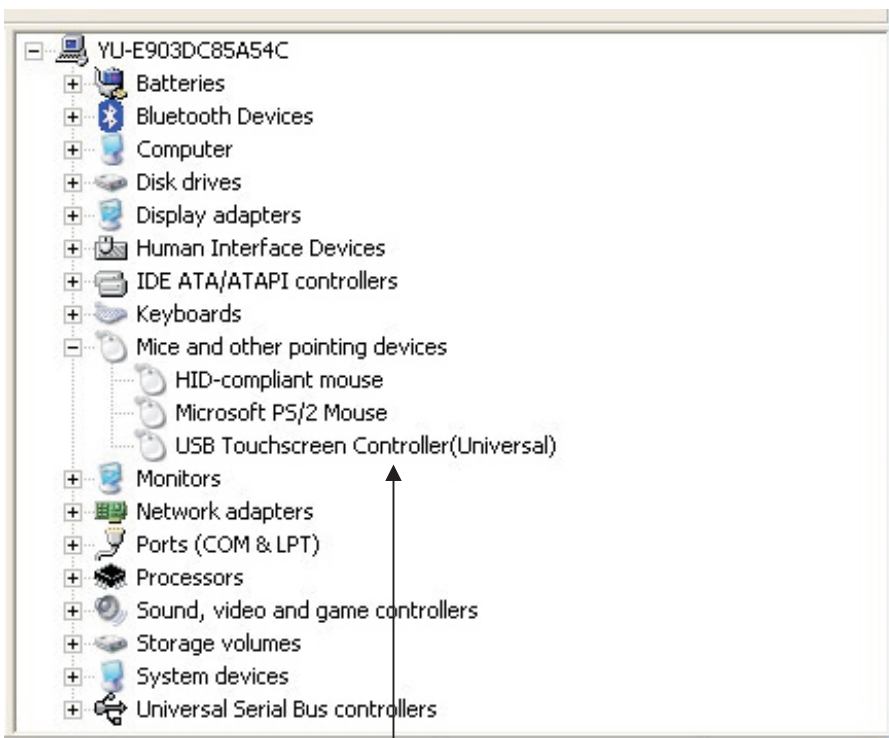 YU-E903DC85A54C
Batteries
Bluetooth Devices
Computer
Disk drives
Display adapters
Human Interface Devices
IDE ATA/ATAPI controllers
Keyboards
Mice and other pointing devices
HID-compliant mouse
Microsoft PS/2 Mouse
USB Touchscreen Controller(Universal)
Monitors
Network adapters
Ports (COM & LPT)
Processors
Sound, video and game controllers
Storage volumes
System devices
Universal Serial Bus controllers